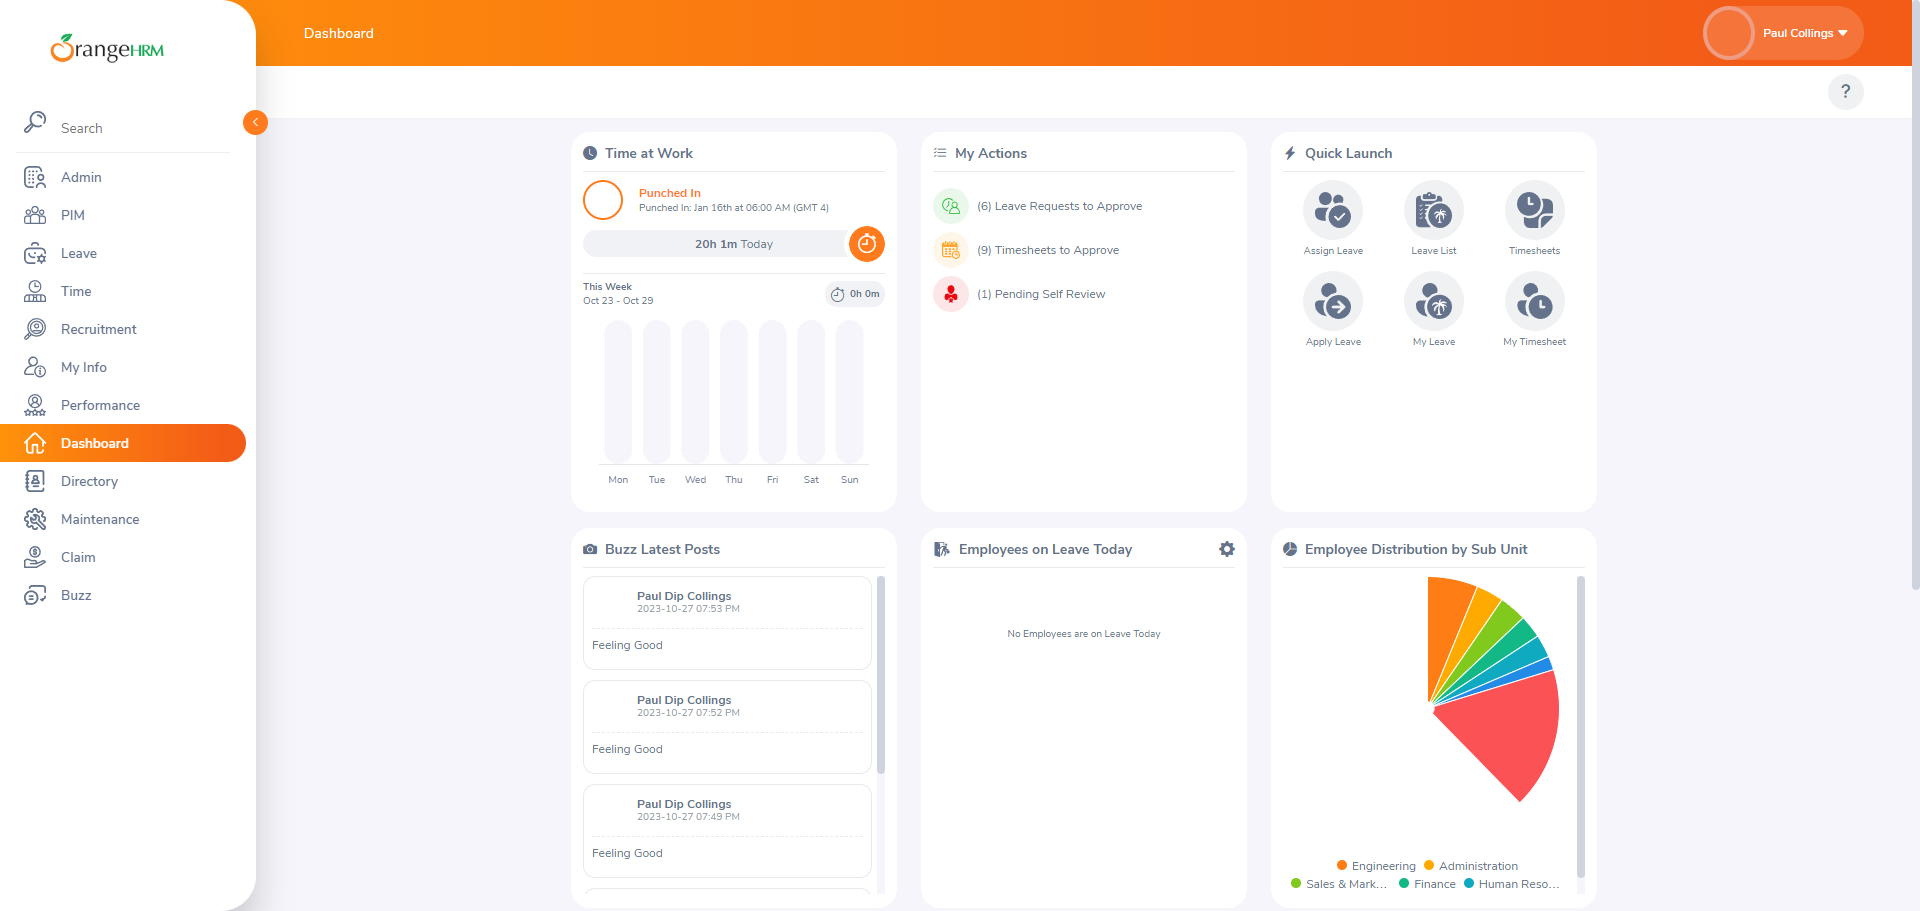 OrangeHRM
Dashboard
Paul Collings
?
Search
Admin
PIM
Leave
Time
Recruitment
My Info
Performance
Dashboard
Directory
Maintenance
Claim
Buzz
Time at Work
Punched In
Punched In: Jan 16th at 06:00 AM (GMT 4)
20h 1m Today
This Week
Oct 23 - Oct 29
0h 0m
Mon Tue Wed Thu Fri Sat Sun
My Actions
(6) Leave Requests to Approve
(9) Timesheets to Approve
(1) Pending Self Review
Quick Launch
Assign Leave Leave List Timesheets
Apply Leave My Leave My Timesheet
Buzz Latest Posts
Paul Dip Collings
2023-10-27 07:53 PM
Feeling Good
Paul Dip Collings
2023-10-27 07:52 PM
Feeling Good
Paul Dip Collings
2023-10-27 07:49 PM
Feeling Good
Employees on Leave Today
No Employees are on Leave Today
Employee Distribution by Sub Unit
Engineering Administration
Sales & Mark... Finance Human Reso...